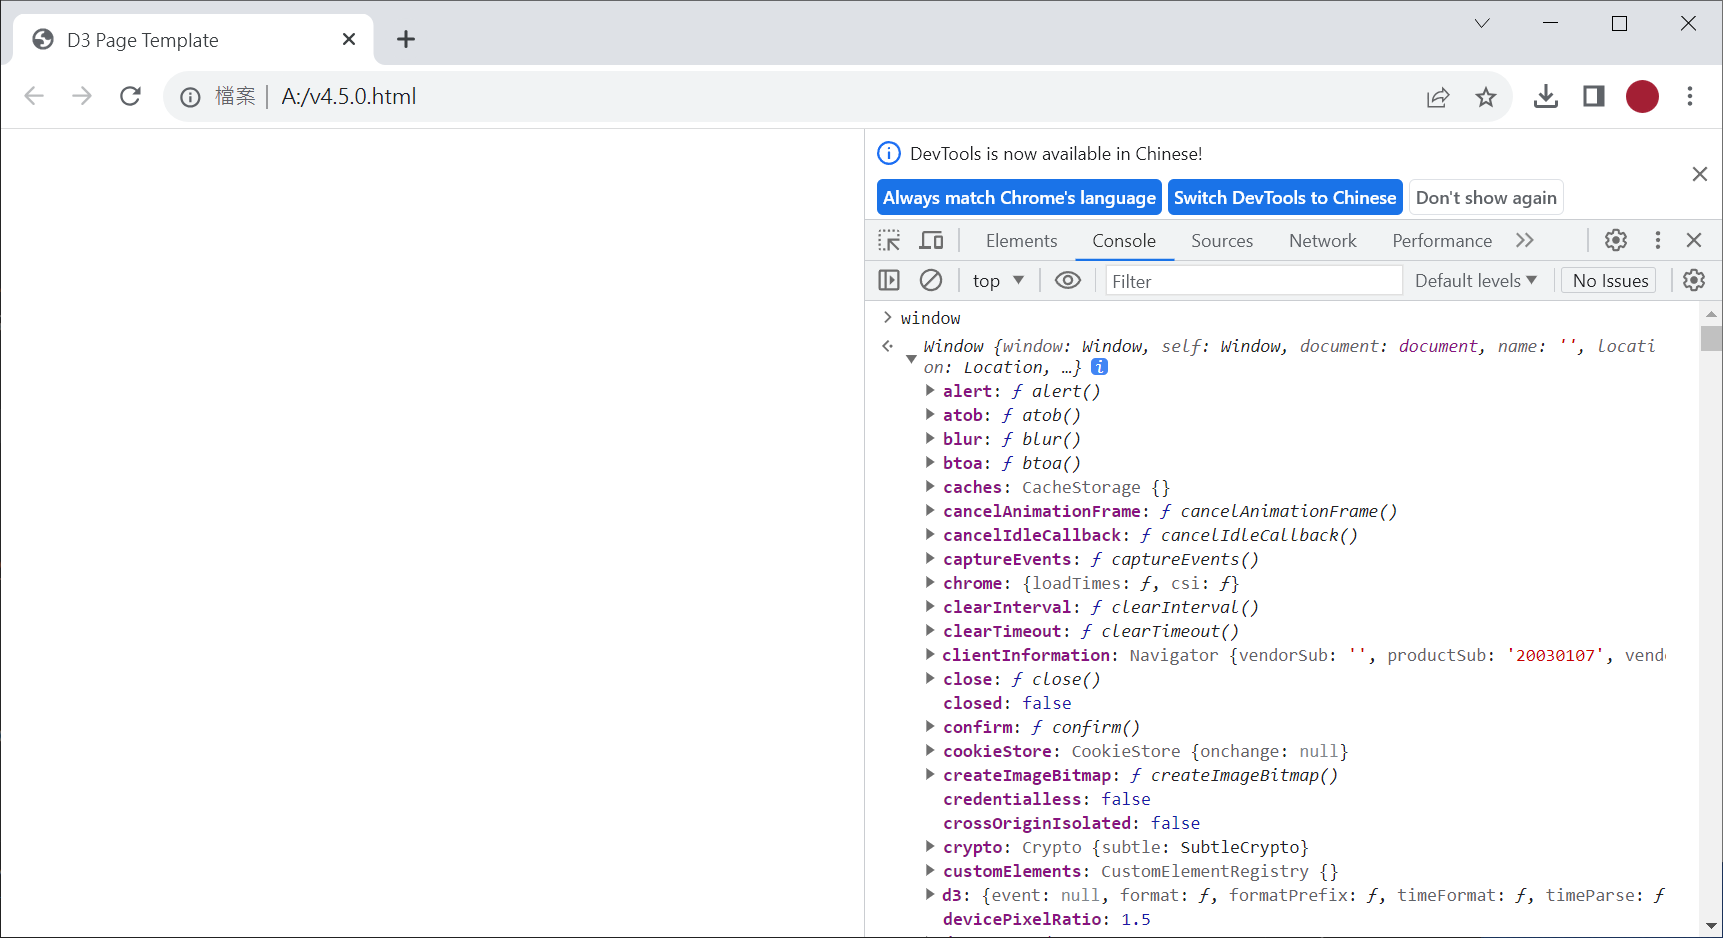 D3 Page Template
檔案 | A:/v4.5.0.html
DevTools is now available in Chinese!
Always match Chrome's language Switch DevTools to Chinese Don't show again
Elements Console Sources Network Performance
top Filter Default levels No Issues
window
Window {window: Window, self: Window, document: document, name: '', locati
on: Location, …}
alert: ƒ alert()
atob: ƒ atob()
blur: ƒ blur()
btoa: ƒ btoa()
caches: CacheStorage {}
cancelAnimationFrame: ƒ cancelAnimationFrame()
cancelIdleCallback: ƒ cancelIdleCallback()
captureEvents: ƒ captureEvents()
chrome: {loadTimes: ƒ, csi: ƒ}
clearInterval: ƒ clearInterval()
clearTimeout: ƒ clearTimeout()
clientInformation: Navigator {vendorSub: '', productSub: '20030107', vend
close: ƒ close()
closed: false
confirm: ƒ confirm()
cookieStore: CookieStore {onchange: null}
createImageBitmap: ƒ createImageBitmap()
credentialless: false
crossOriginIsolated: false
crypto: Crypto {subtle: SubtleCrypto}
customElements: CustomElementRegistry {}
d3: {event: null, format: ƒ, formatPrefix: ƒ, timeFormat: ƒ, timeParse: ƒ
devicePixelRatio: 1.5